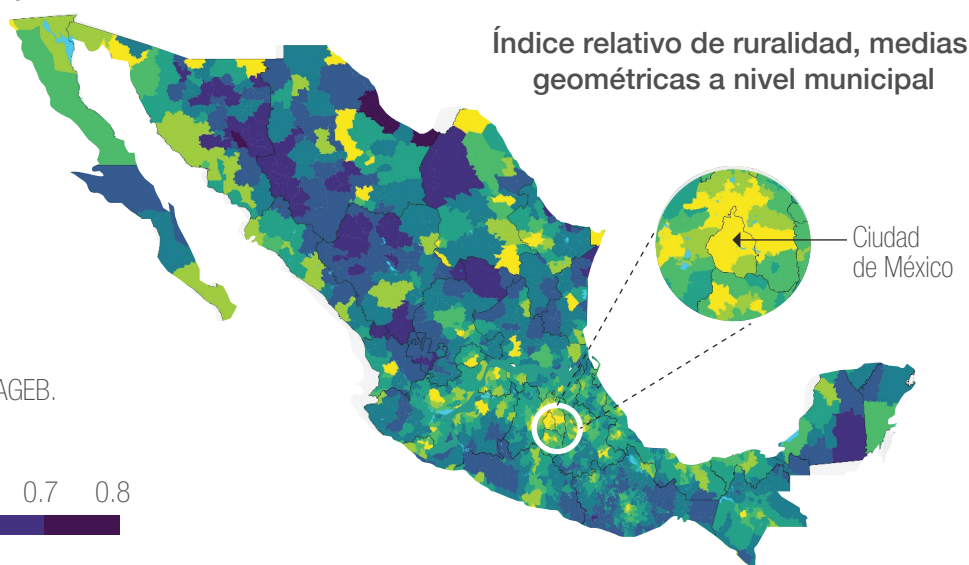 Índice relativo de ruralidad, medias
geométricas a nivel municipal
Ciudad
de México
AGEB.
0.7 0.8